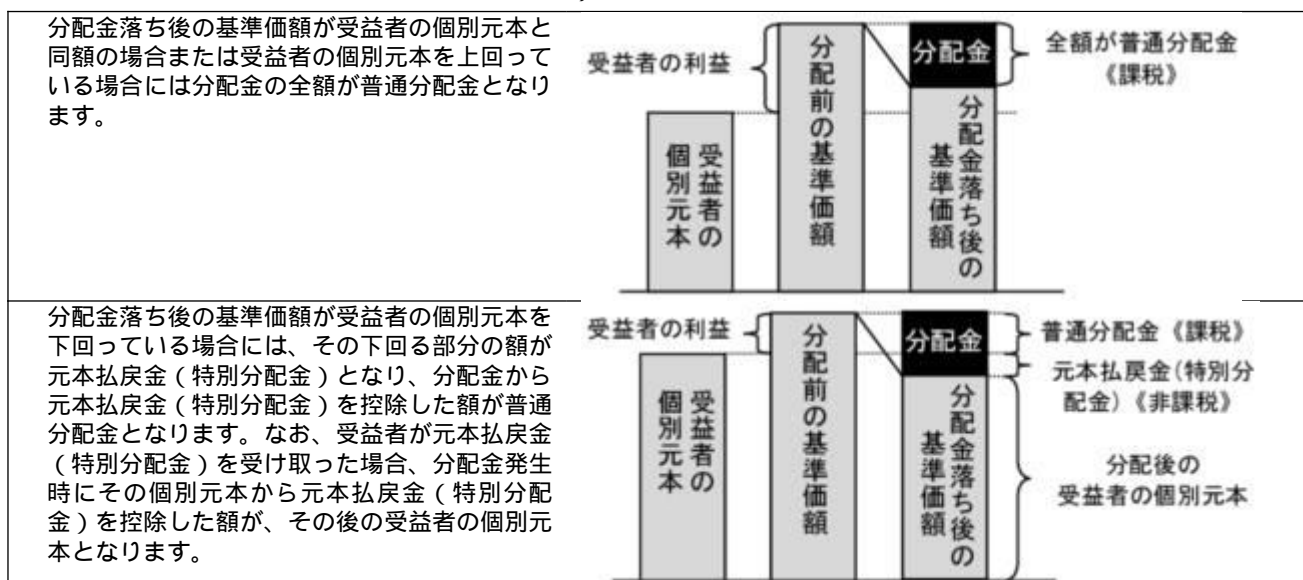 分配金落ち後の基準価額が受益者の個別元本と
同額の場合または受益者の個別元本を上回って
いる場合には分配金の全額が普通分配金となり
ます。
受益者の利益
受益者の
個別元本
分配前の基準価額
分配金
分配金落ち後の
基準価額
全額が普通分配金
《課税》
分配金落ち後の基準価額が受益者の個別元本を
下回っている場合には、その下回る部分の額が
元本払戻金（特別分配金）となり、分配金から
元本払戻金（特別分配金）を控除した額が普通
分配金となります。なお、受益者が元本払戻金
（特別分配金）を受け取った場合、分配金発生
時にその個別元本から元本払戻金（特別分配
金）を控除した額が、その後の受益者の個別元
本となります。
受益者の利益
受益者の
個別元本
分配前の基準価額
分配金
分配金落ち後の
基準価額
普通分配金《課税》
元本払戻金(特別分
配金)《非課税》
分配後の
受益者の個別元本